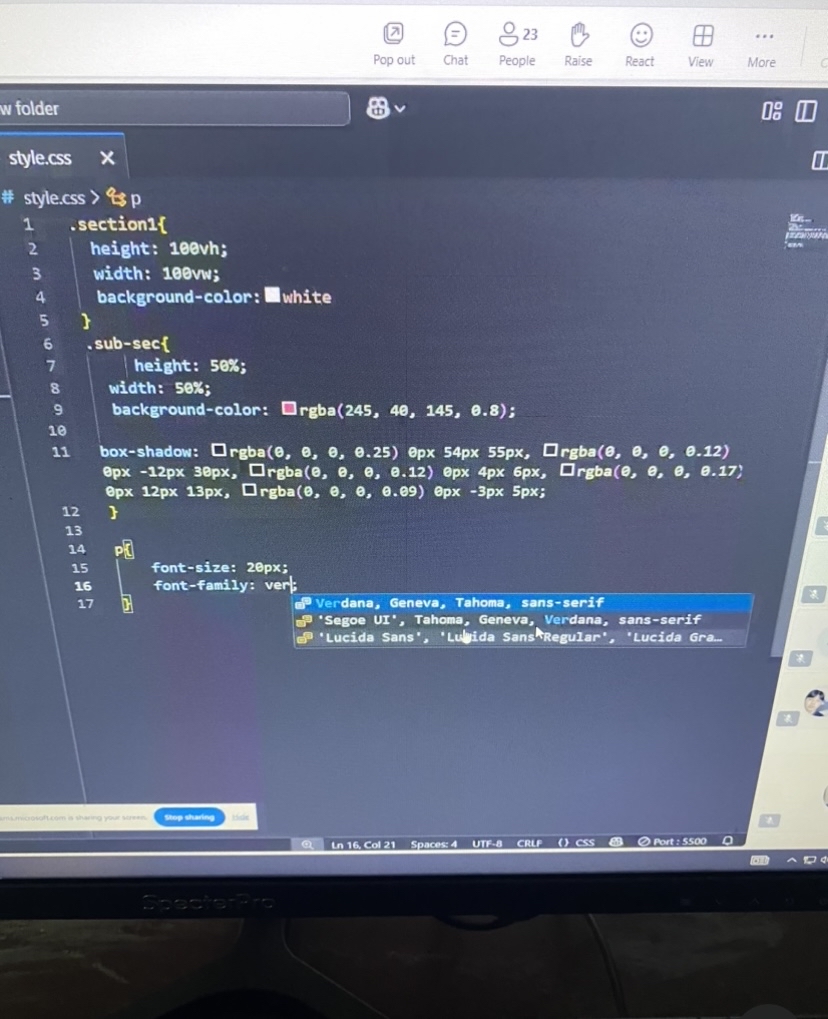 23
Pop out Chat People Raise React View More
w folder
style.css ×
# style.css > p
1 .section1{
2 height: 100vh;
3 width: 100vw;
4 background-color: white
5 }
6 .sub-sec{
7 height: 50%;
8 width: 50%;
9 background-color: rgba(245, 40, 145, 0.8);
10
11 box-shadow: rgba(0, 0, 0, 0.25) 0px 54px 55px, rgba(0, 0, 0, 0.12)
0px -12px 30px, rgba(0, 0, 0, 0.12) 0px 4px 6px, rgba(0, 0, 0, 0.17)
0px 12px 13px, rgba(0, 0, 0, 0.09) 0px -3px 5px;
12 }
13
14 p{
15 font-size: 20px;
16 font-family: ver;
Verdana, Geneva, Tahoma, sans-serif
17 }
'Segoe UI', Tahoma, Geneva, Verdana, sans-serif
'Lucida Sans', 'Lucida Sans Regular', 'Lucida Gra…
.microsoft.com is sharing your screen. Stop sharing Hide
Ln 16, Col 21 Spaces: 4 UTF-8 CRLF {} CSS Port : 5500
SpecterPro